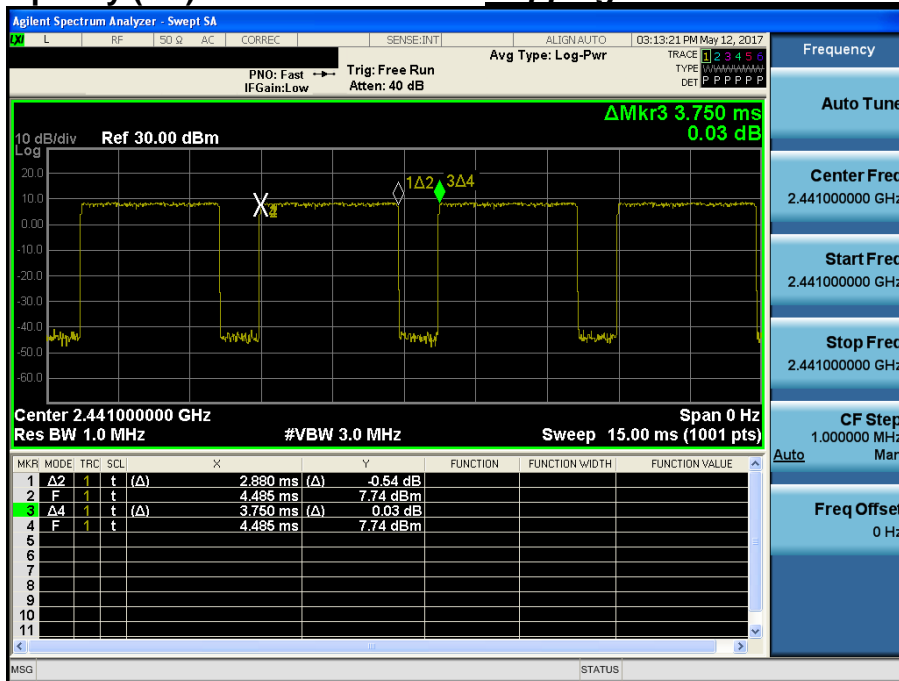 Agilent Spectrum Analyzer - Swept SA
LXI L RF 50 Ω AC CORREC SENSE:INT ALIGN AUTO 03:13:21 PM May 12, 2017
PNO: Fast Trig: Free Run Avg Type: Log-Pwr TRACE 1 2 3 4 5 6
IFGain:Low Atten: 40 dB TYPE WWWWWW
DET P P P P P P
ΔMkr3 3.750 ms
10 dB/div Ref 30.00 dBm 0.03 dB
Log
20.0
10.0
0.00
-10.0
-20.0
-30.0
-40.0
-50.0
-60.0
1Δ2 3Δ4
X
Center 2.441000000 GHz Span 0 Hz
Res BW 1.0 MHz #VBW 3.0 MHz Sweep 15.00 ms (1001 pts)
MKR MODE TRC SCL X Y FUNCTION FUNCTION WIDTH FUNCTION VALUE
1 Δ2 1 t (Δ) 2.880 ms (Δ) -0.54 dB
2 F 1 t 4.485 ms 7.74 dBm
3 Δ4 1 t (Δ) 3.750 ms (Δ) 0.03 dB
4 F 1 t 4.485 ms 7.74 dBm
5
6
7
8
9
10
11
MSG STATUS
Frequency
Auto Tune
Center Freq
2.441000000 GHz
Start Freq
2.441000000 GHz
Stop Freq
2.441000000 GHz
CF Step
1.000000 MHz
Auto Man
Freq Offset
0 Hz